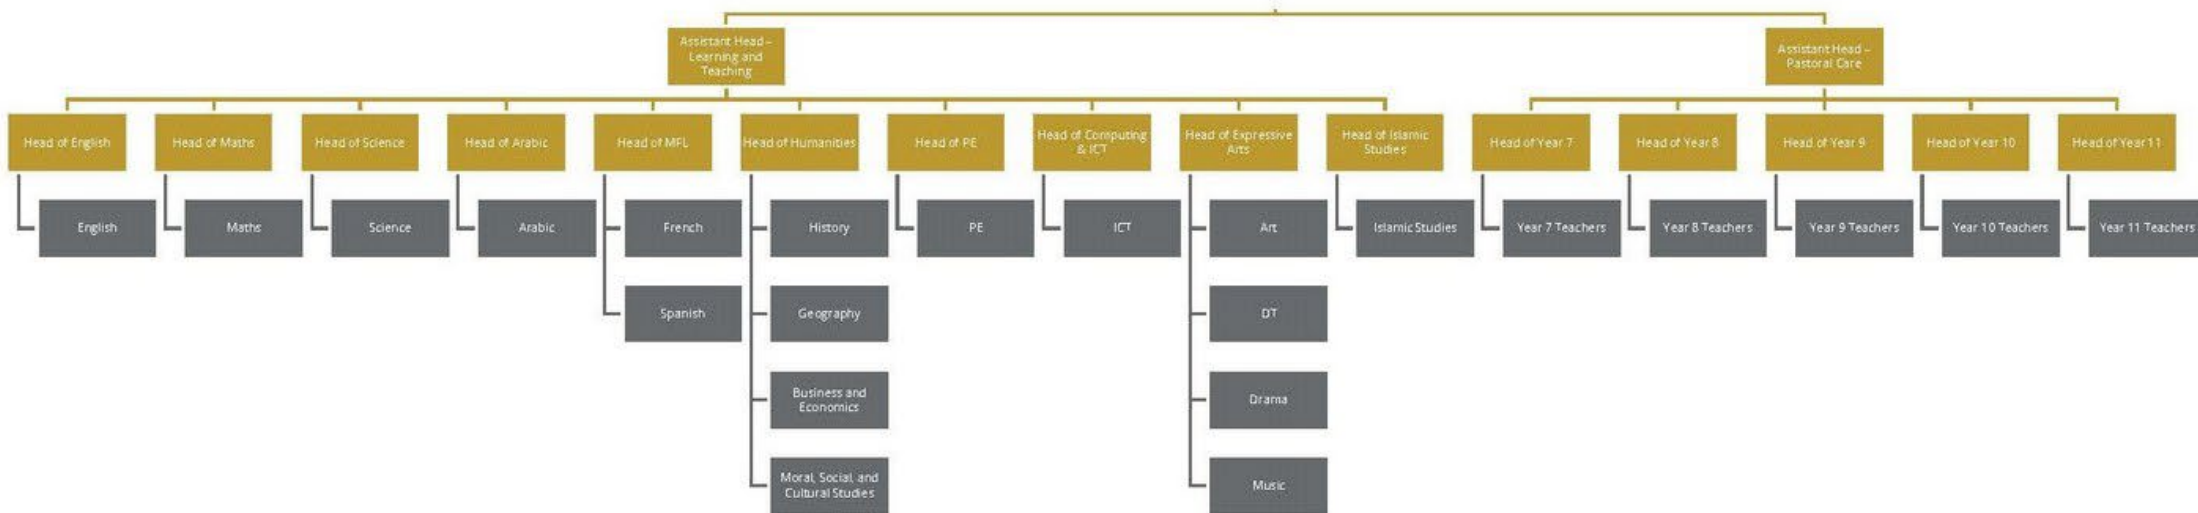 Assistant Head –
Learning and
Teaching
Assistant Head –
Pastoral Care
Head of English
Head of Maths
Head of Science
Head of Arabic
Head of MFL
Head of Humanities
Head of PE
Head of Computing
& ICT
Head of Expressive
Arts
Head of Islamic
Studies
Head of Year 7
Head of Year 8
Head of Year 9
Head of Year 10
Head of Year 11
English
Maths
Science
Arabic
French
History
PE
ICT
Art
Islamic Studies
Year 7 Teachers
Year 8 Teachers
Year 9 Teachers
Year 10 Teachers
Year 11 Teachers
Spanish
Geography
DT
Business and
Economics
Drama
Moral, Social, and
Cultural Studies
Music